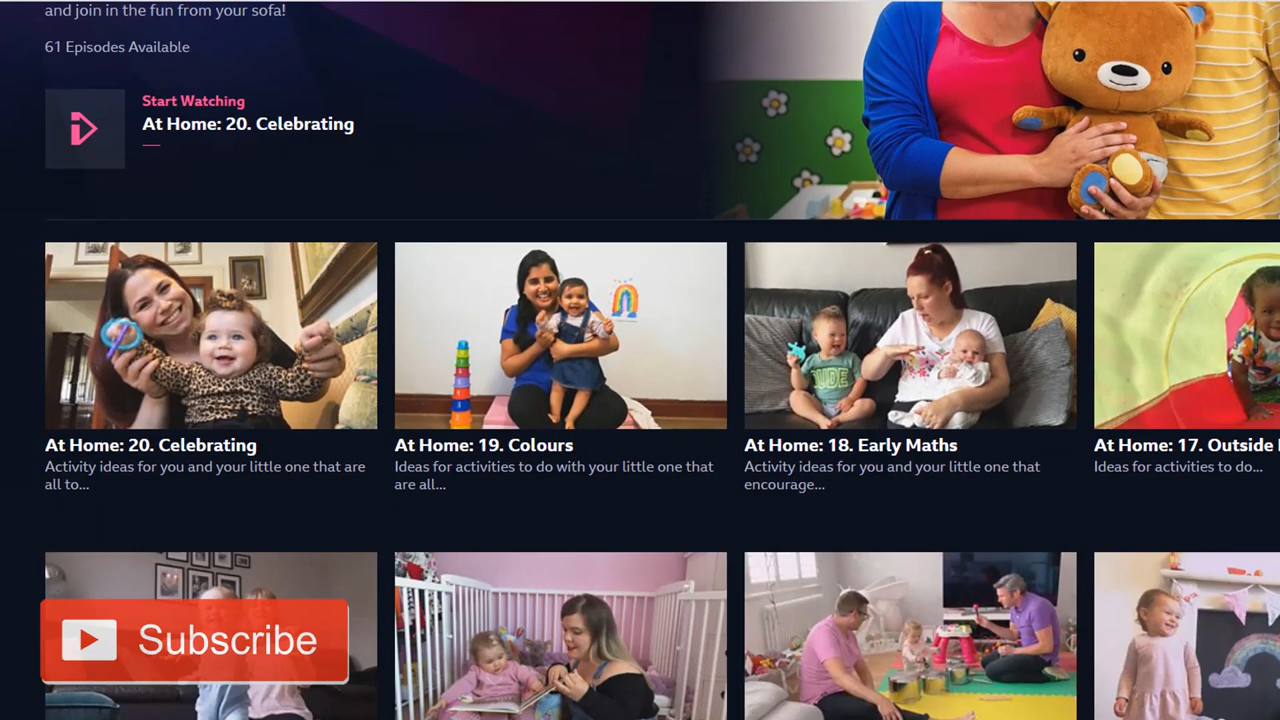 and join in the fun from your sofa!
61 Episodes Available
Start Watching
At Home: 20. Celebrating
At Home: 20. Celebrating
Activity ideas for you and your little one that are
all to...
At Home: 19. Colours
Ideas for activities to do with your little one that
are all...
At Home: 18. Early Maths
Activity ideas for you and your little one that
encourage...
At Home: 17. Outside
Ideas for activities to do...
DUDE
Subscribe